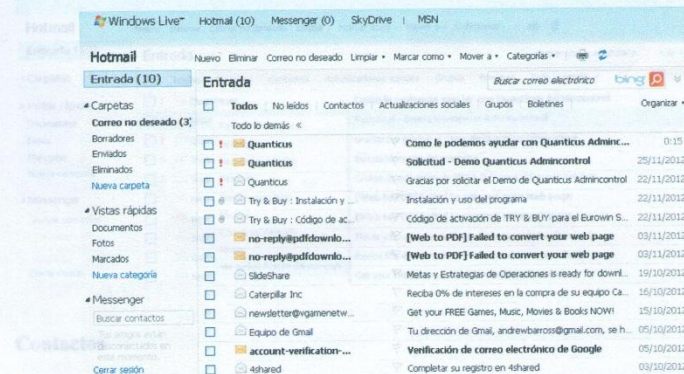 Windows Live™ Hotmail (10) Messenger (0) SkyDrive | MSN
Hotmail
Nuevo Eliminar Correo no deseado Limpiar Marcar como Mover a Categorías
Entrada (10)
Entrada
Buscar correo electrónico bing
Carpetas
Todos No leídos Contactos Actualizaciones sociales Grupos Boletines Organizar
Correo no deseado (3)
Todo lo demás «
Borradores
! Quanticus Como le podemos ayudar con Quanticus Adminc... 0:15
Enviados
! Quanticus Solicitud - Demo Quanticus Admincontrol 25/11/2012
Eliminados
! Quanticus Gracias por solicitar el Demo de Quanticus Admincontrol 22/11/2012
Nueva carpeta
Try & Buy : Instalación y ... Instalación y uso del programa 22/11/2012
Vistas rápidas
Try & Buy : Código de ac... Código de activación de TRY & BUY para el Eurowin S... 22/11/2012
Documentos
no-reply@pdfdownlo... [Web to PDF] Failed to convert your web page 03/11/2012
Fotos
no-reply@pdfdownlo... [Web to PDF] Failed to convert your web page 03/11/2012
Marcados
SlideShare Metas y Estrategias de Operaciones is ready for downl... 19/10/2012
Nueva categoría
Caterpillar Inc Reciba 0% de intereses en la compra de su equipo Ca... 16/10/2012
Messenger
newsletter@vgamenetw... Get your FREE Games, Music, Movies & Books NOW! 15/10/2012
Buscar contactos
Equipo de Gmail Tu dirección de Gmail, andrewbarross@gmail.com, se h... 05/10/2012
account-verification-... Verificación de correo electrónico de Google 05/10/2012
Cerrar sesión
4shared Completar su registro en 4shared 03/10/2012